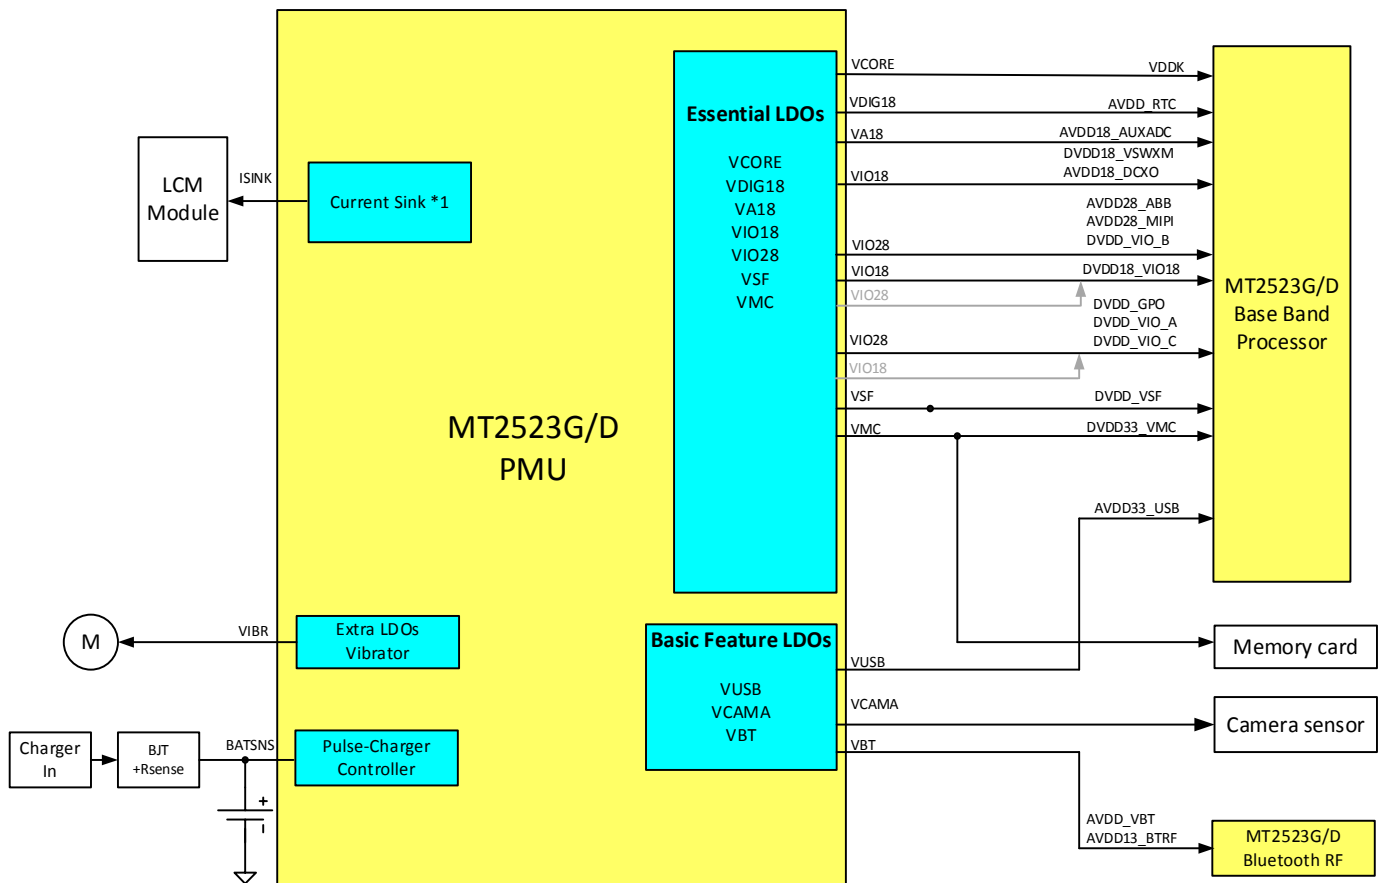 LCM
Module
ISINK
Current Sink *1
MT2523G/D
PMU
M
VIBR
Extra LDOs
Vibrator
Charger
In
BJT
+Rsense
BATSNS
Pulse-Charger
Controller
+
Essential LDOs
VCORE
VDIG18
VA18
VIO18
VIO28
VSF
VMC
Basic Feature LDOs
VUSB
VCAMA
VBT
VCORE
VDDK
VDIG18
AVDD_RTC
VA18
AVDD18_AUXADC
DVDD18_VSWXM
VIO18
AVDD18_DCXO
AVDD28_ABB
AVDD28_MIPI
VIO28
DVDD_VIO_B
VIO18
DVDD18_VIO18
VIO28
DVDD_GPO
DVDD_VIO_A
VIO28
DVDD_VIO_C
VIO18
VSF
DVDD_VSF
VMC
DVDD33_VMC
AVDD33_USB
VUSB
VCAMA
VBT
AVDD_VBT
AVDD13_BTRF
MT2523G/D
Base Band
Processor
Memory card
Camera sensor
MT2523G/D
Bluetooth RF